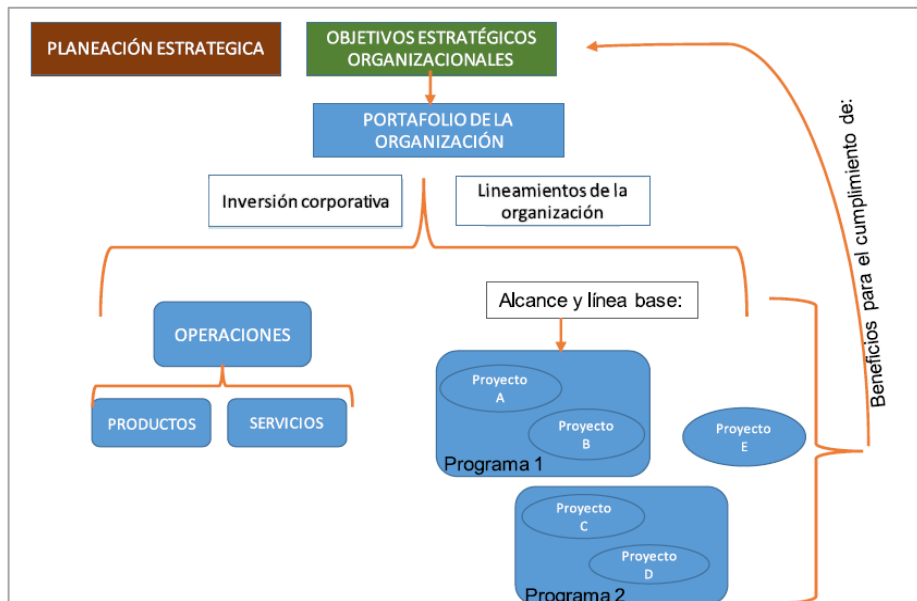 PLANEACIÓN ESTRATEGICA
OBJETIVOS ESTRATÉGICOS
ORGANIZACIONALES
PORTAFOLIO DE LA
ORGANIZACIÓN
Inversión corporativa
Lineamientos de la
organización
Beneficios para el cumplimiento de:
Alcance y línea base:
OPERACIONES
PRODUCTOS
SERVICIOS
Proyecto
A
Proyecto
B
Programa 1
Proyecto
E
Proyecto
C
Proyecto
D
Programa 2